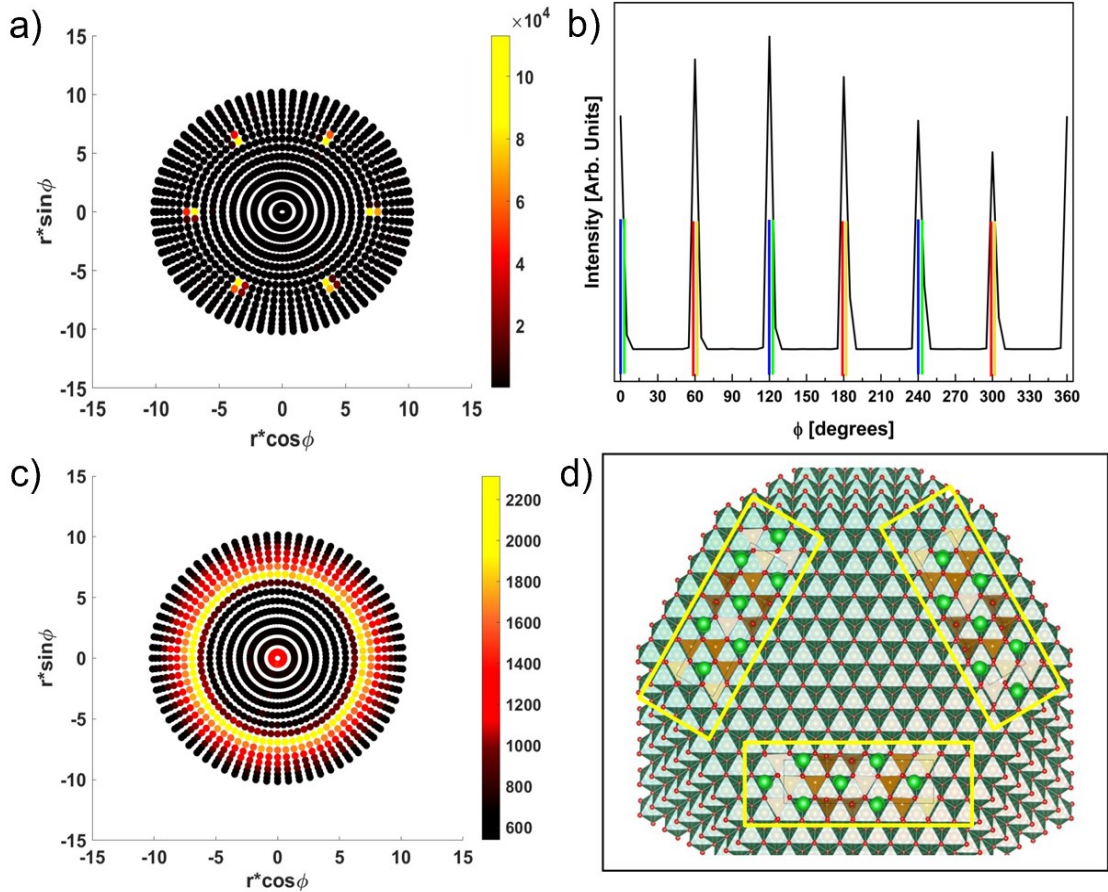 a)
×10⁴
15
10
5
0
-5
-10
-15
-15 -10 -5 0 5 10 15
r*sinϕ
r*cosϕ
10
8
6
4
2
b)
Intensity [Arb. Units]
0 30 60 90 120 150 180 210 240 270 300 330 360
ϕ [degrees]
c)
15
10
5
0
-5
-10
-15
-15 -10 -5 0 5 10 15
r*sinϕ
r*cosϕ
2200
2000
1800
1600
1400
1200
1000
800
600
d)